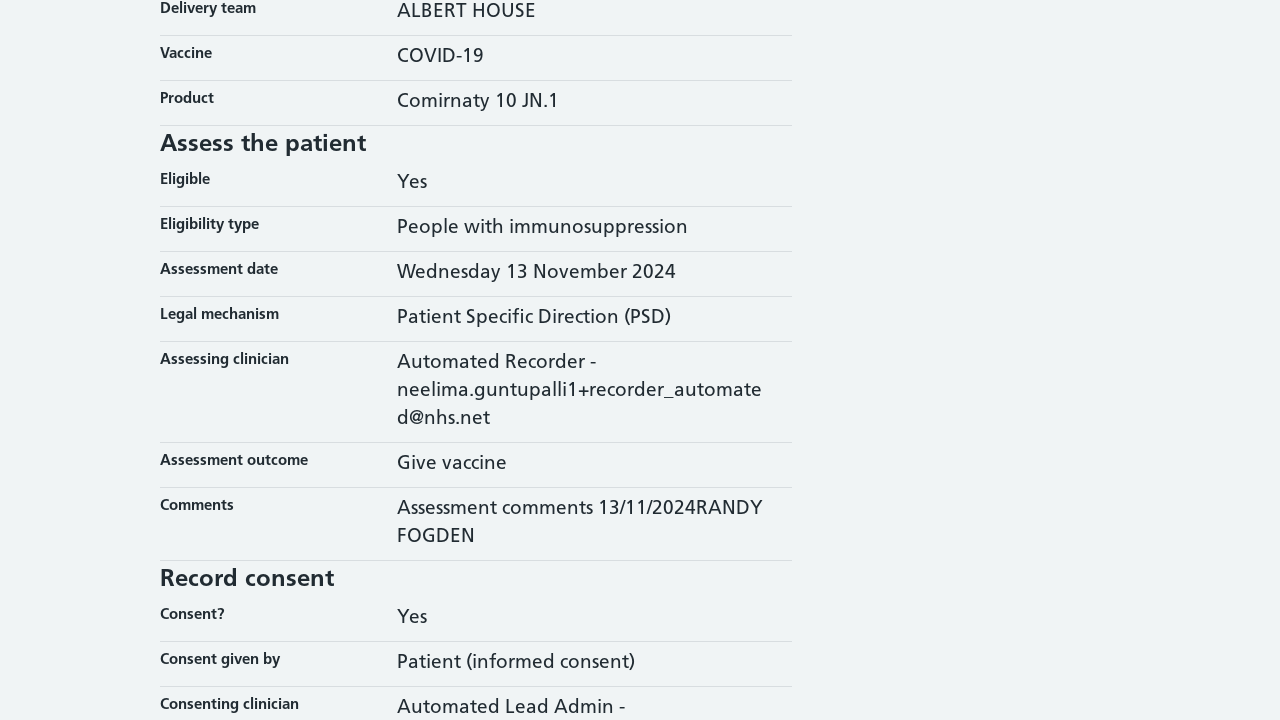 Delivery team ALBERT HOUSE
Vaccine COVID-19
Product Comirnaty 10 JN.1
Assess the patient
Eligible Yes
Eligibility type People with immunosuppression
Assessment date Wednesday 13 November 2024
Legal mechanism Patient Specific Direction (PSD)
Assessing clinician Automated Recorder -
neelima.guntupalli1+recorder_automate
d@nhs.net
Assessment outcome Give vaccine
Comments Assessment comments 13/11/2024RANDY
FOGDEN
Record consent
Consent? Yes
Consent given by Patient (informed consent)
Consenting clinician Automated Lead Admin -